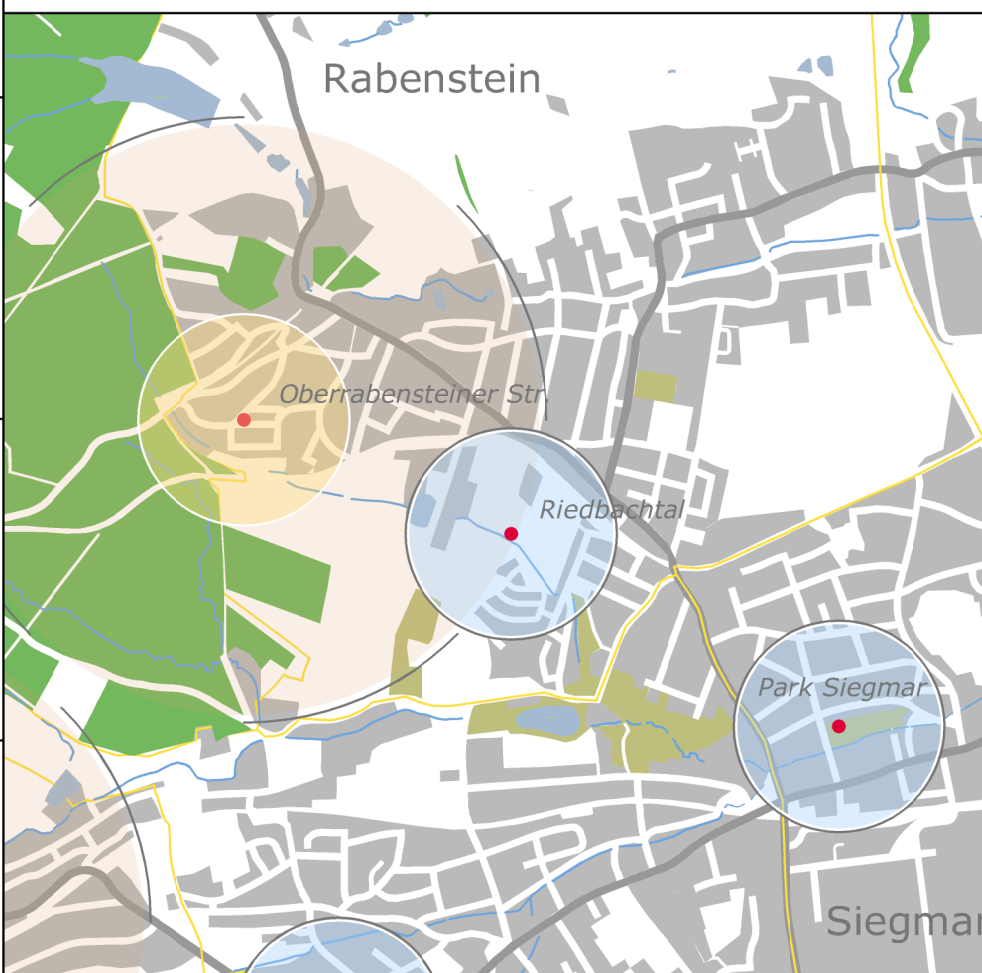 Rabenstein
Oberrabensteiner Str.
Riedbachtal
Park Siegmar
Siegmar